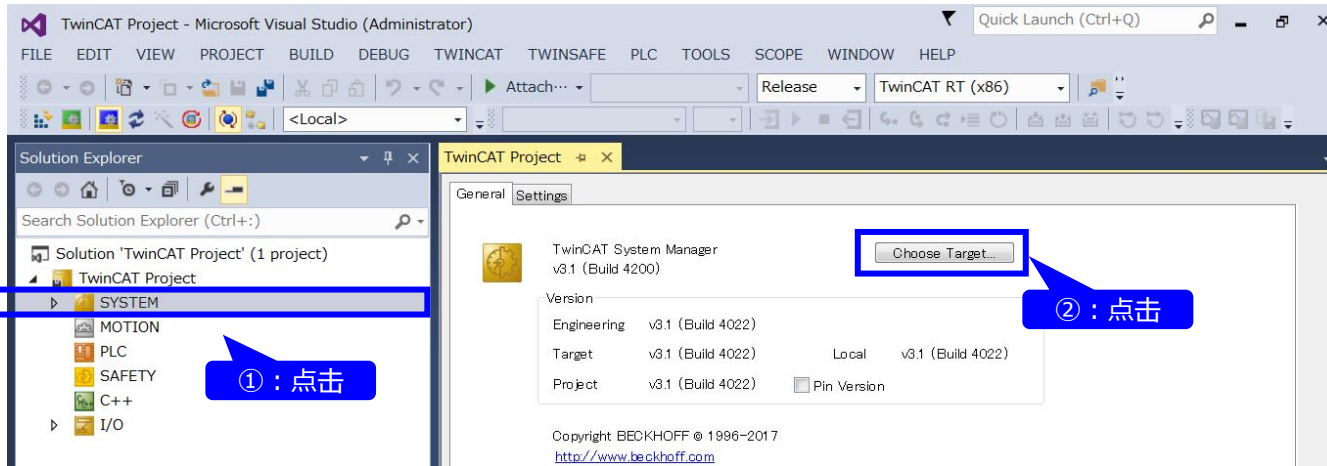 TwinCAT Project - Microsoft Visual Studio (Administrator)
Quick Launch (Ctrl+Q)
FILE EDIT VIEW PROJECT BUILD DEBUG TWINCAT TWINSAFE PLC TOOLS SCOPE WINDOW HELP
Attach… Release TwinCAT RT (x86)
<Local>
Solution Explorer
TwinCAT Project
General Settings
Search Solution Explorer (Ctrl+:)
Solution 'TwinCAT Project' (1 project)
TwinCAT Project
SYSTEM
MOTION
PLC
SAFETY
C++
I/O
①：点击
TwinCAT System Manager
v3.1 (Build 4200)
Choose Target...
②：点击
Version
Engineering v3.1 (Build 4022)
Target v3.1 (Build 4022) Local v3.1 (Build 4022)
Project v3.1 (Build 4022) Pin Version
Copyright BECKHOFF © 1996-2017
http://www.beckhoff.com